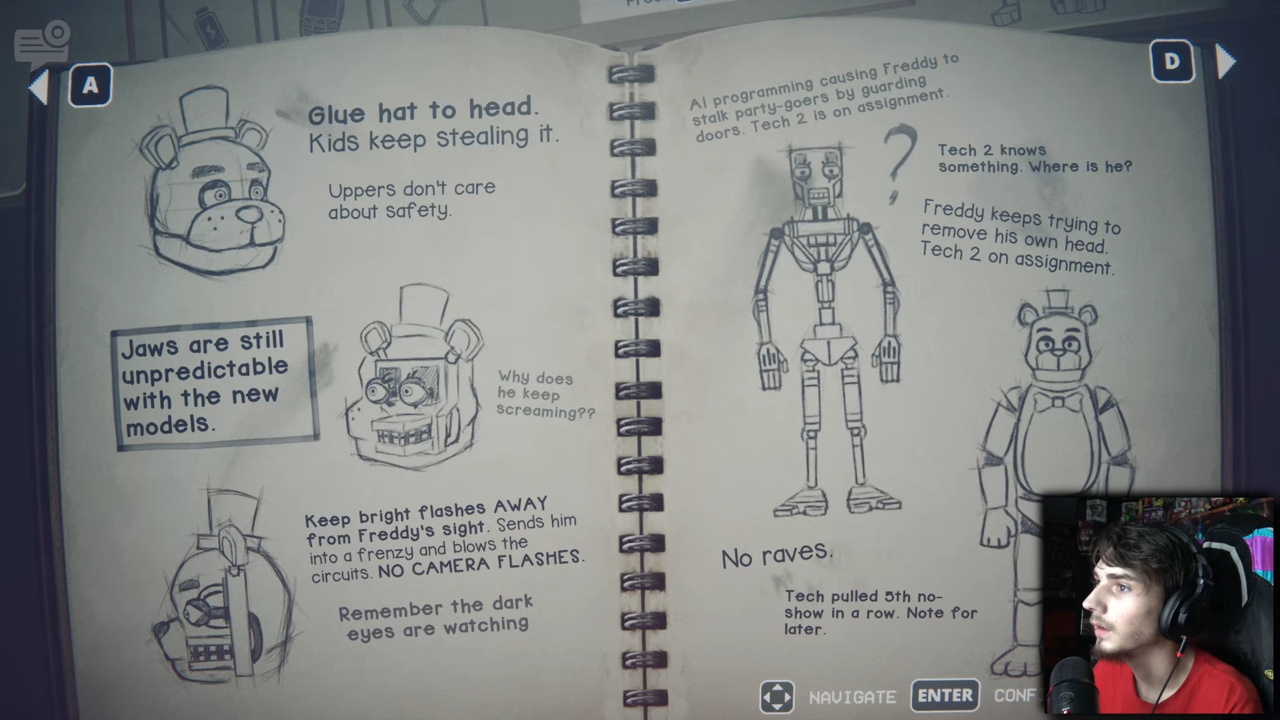 A
D
Glue hat to head.
Kids keep stealing it.
Uppers don't care
about safety.
Jaws are still
unpredictable
with the new
models.
Why does
he keep
screaming??
Keep bright flashes AWAY
from Freddy's sight. Sends him
into a frenzy and blows the
circuits. NO CAMERA FLASHES.
Remember the dark
eyes are watching
AI programming causing Freddy to
stalk party-goers by guarding
doors. Tech 2 is on assignment.
?
Tech 2 knows
something. Where is he?
Freddy keeps trying to
remove his own head.
Tech 2 on assignment.
No raves.
Tech pulled 5th no-
show in a row. Note for
later.
NAVIGATE ENTER CONF